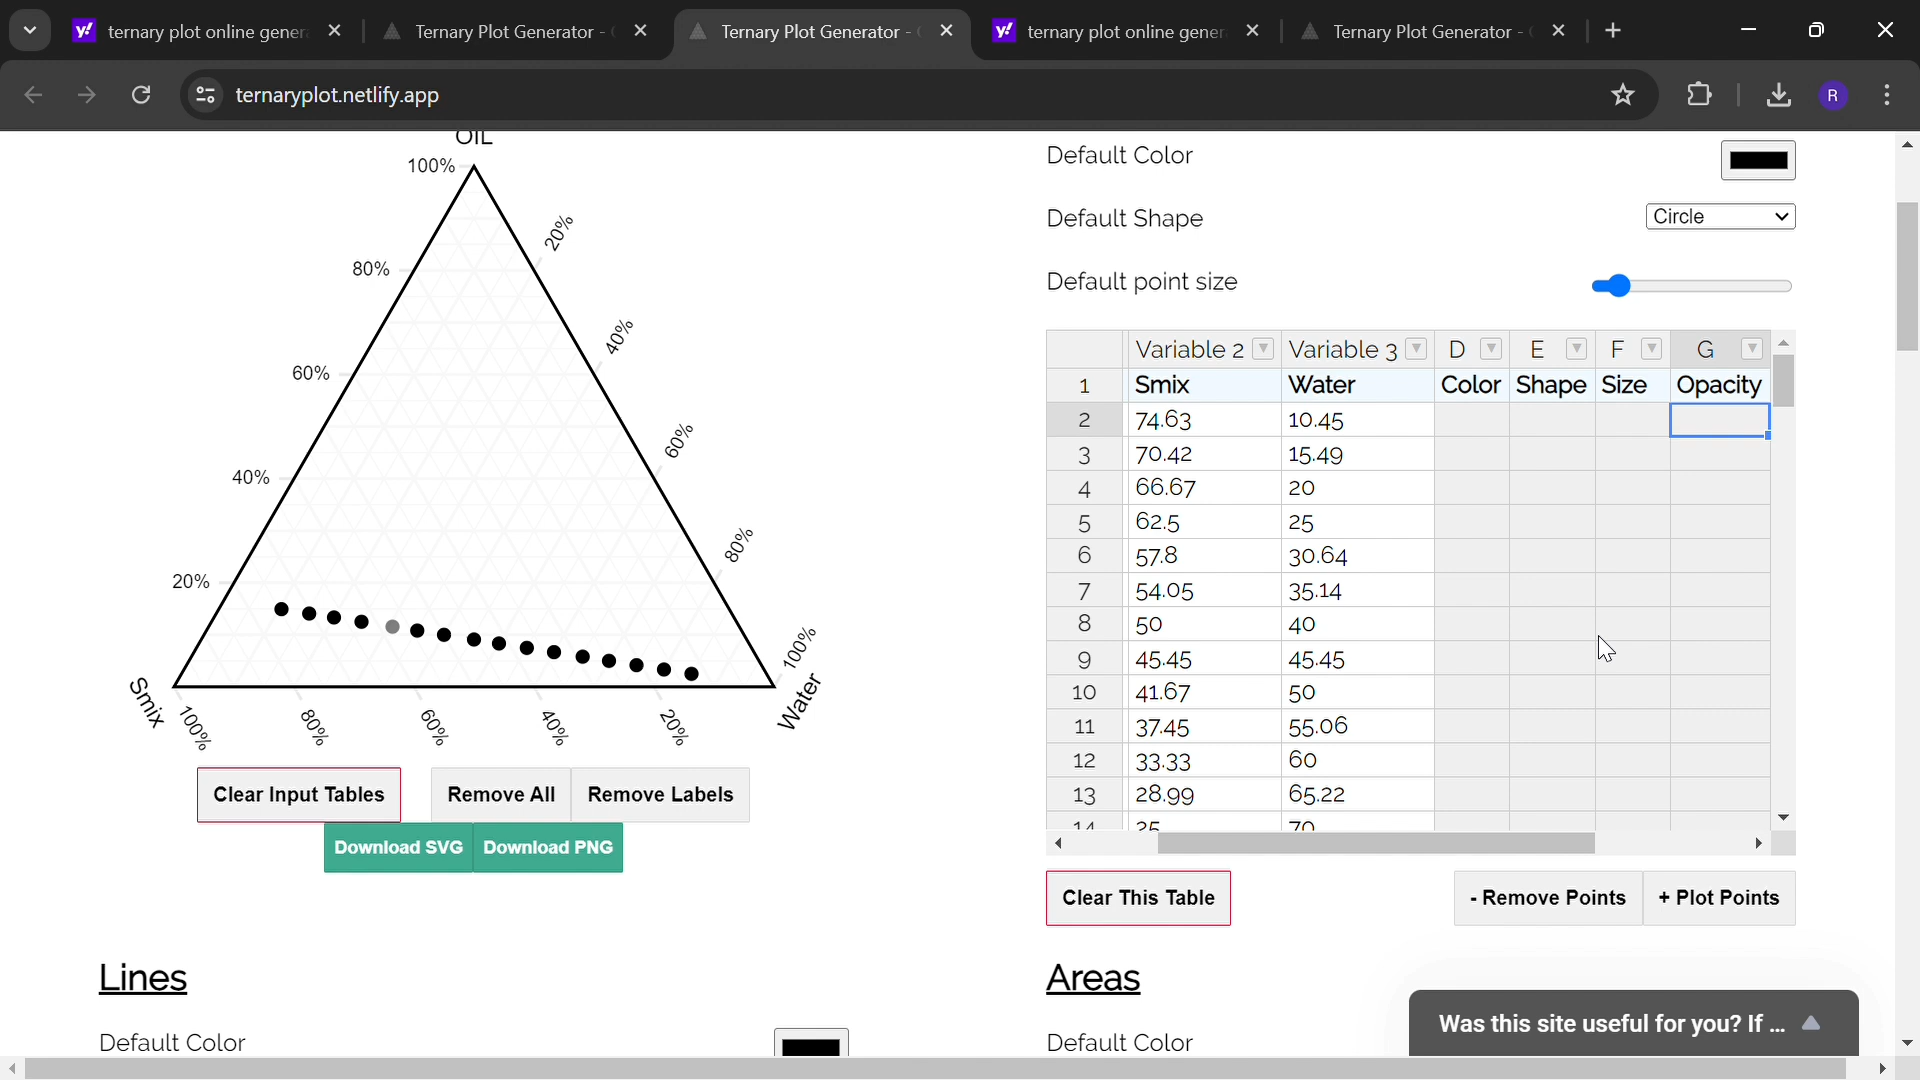 ternary plot online gener
Ternary Plot Generator -
Ternary Plot Generator -
ternary plot online gener
Ternary Plot Generator -
ternaryplot.netlify.app
R
OIL
100%
80%
60%
40%
20%
20%
40%
60%
80%
100%
Smix
Water
100%
80%
60%
40%
20%
Clear Input Tables
Remove All
Remove Labels
Download SVG
Download PNG
Default Color
Default Shape
Circle
Default point size
Variable 2 Variable 3 D E F G
1 Smix Water Color Shape Size Opacity
2 74.63 10.45
3 70.42 15.49
4 66.67 20
5 62.5 25
6 57.8 30.64
7 54.05 35.14
8 50 40
9 45.45 45.45
10 41.67 50
11 37.45 55.06
12 33.33 60
13 28.99 65.22
14 25 70
Clear This Table
- Remove Points
+ Plot Points
Lines
Default Color
Areas
Default Color
Was this site useful for you? If ...